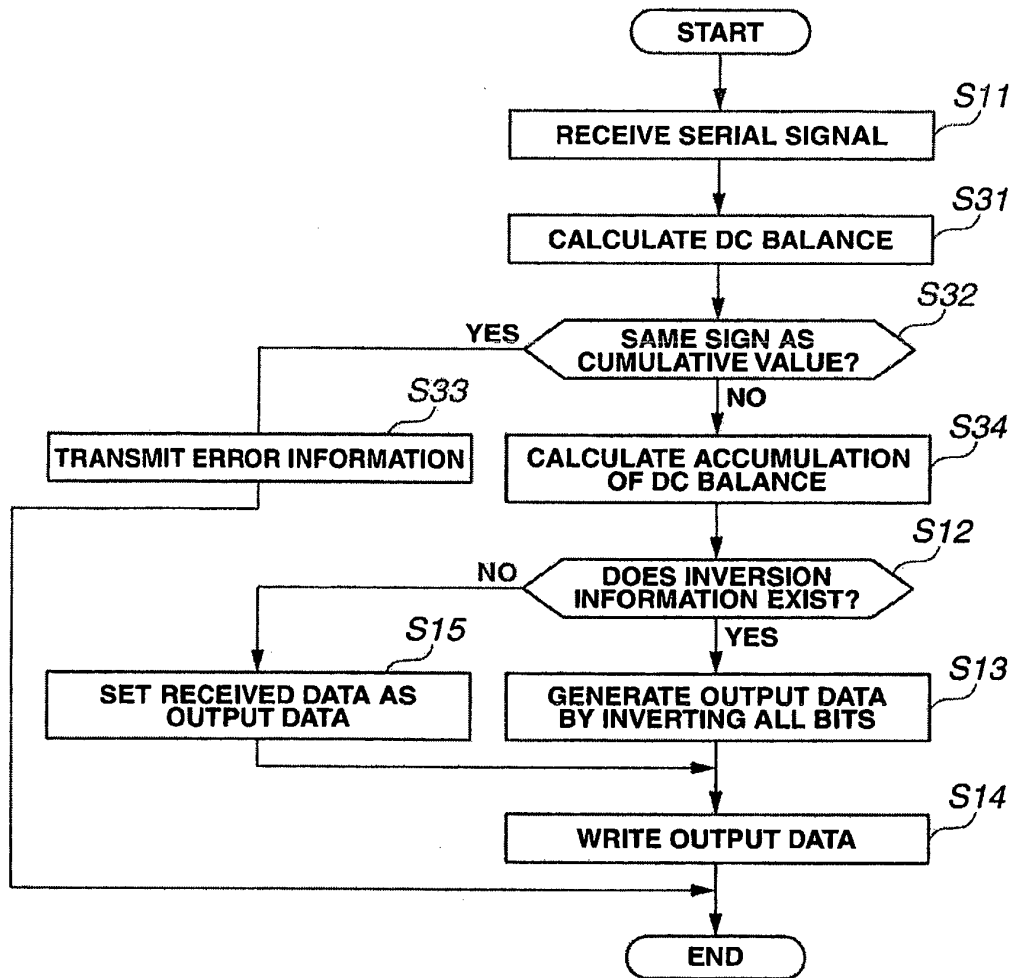 START
S11
RECEIVE SERIAL SIGNAL
S31
CALCULATE DC BALANCE
S32
YES
SAME SIGN AS
CUMULATIVE VALUE?
NO
S33
TRANSMIT ERROR INFORMATION
S34
CALCULATE ACCUMULATION
OF DC BALANCE
S12
NO
DOES INVERSION
INFORMATION EXIST?
YES
S15
SET RECEIVED DATA AS
OUTPUT DATA
S13
GENERATE OUTPUT DATA
BY INVERTING ALL BITS
S14
WRITE OUTPUT DATA
END